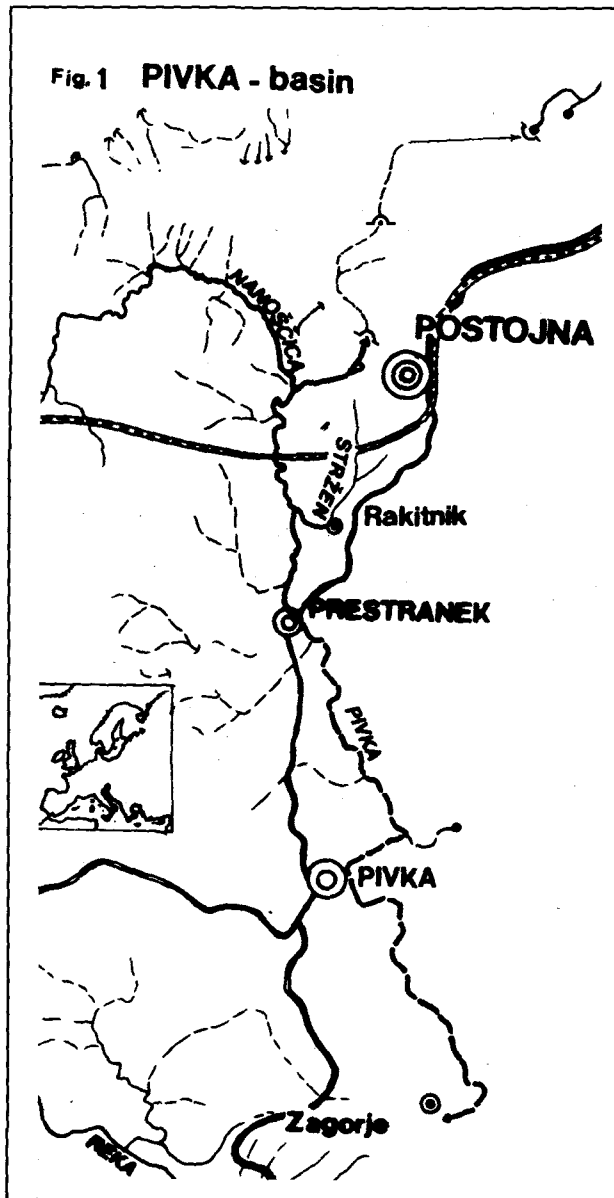 Fig. 1 PIVKA - basin
NANOŠČICA
POSTOJNA
STRŽEN
Rakitnik
PRESTRANEK
PIVKA
PIVKA
Zagorje
REKA